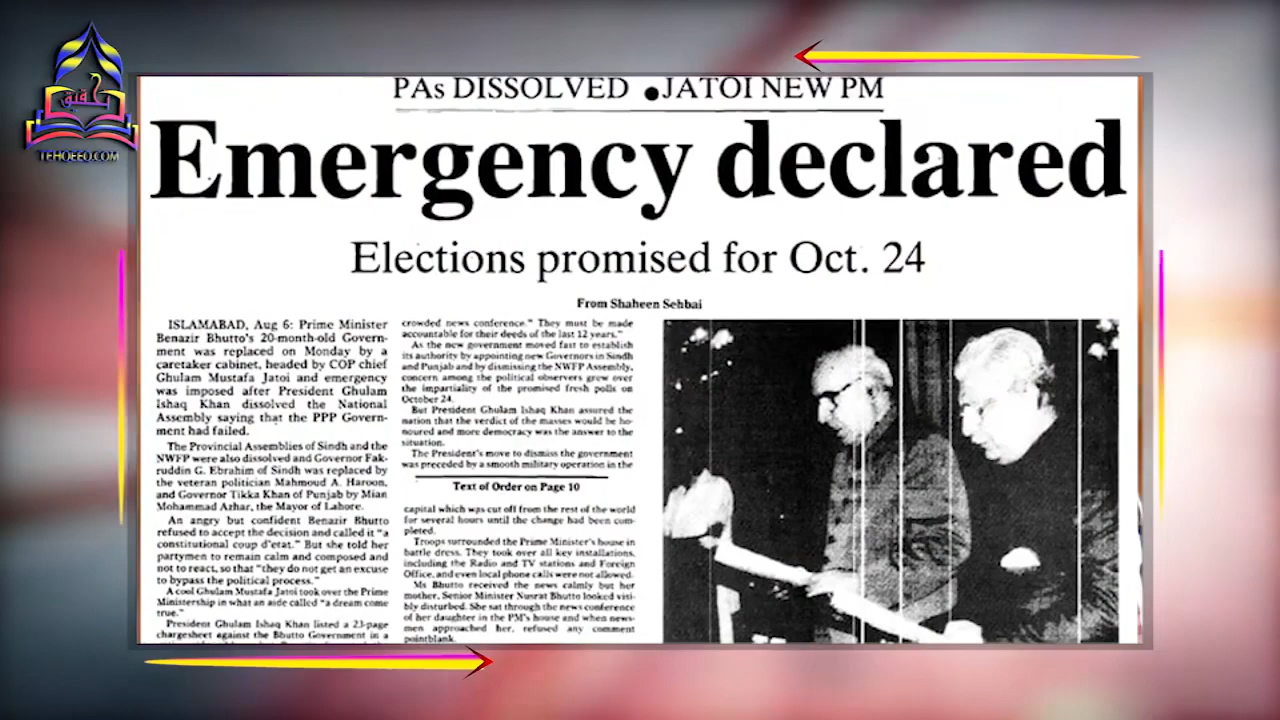 تحقیق
TEHQEEQ.COM
PAs DISSOLVED ● JATOI NEW PM
Emergency declared
Elections promised for Oct. 24
From Shaheen Sehbai
ISLAMABAD, Aug 6: Prime Minister
Benazir Bhutto's 20-month-old Govern-
ment was replaced on Monday by a
caretaker cabinet, headed by COP chief
Ghulam Mustafa Jatoi and emergency
was imposed after President Ghulam
Ishaq Khan dissolved the National
Assembly saying that the PPP Govern-
ment had failed.
The Provincial Assemblies of Sindh and the
NWFP were also dissolved and Governor Fak-
ruddin G. Ebrahim of Sindh was replaced by
the veteran politician Mahmoud A. Haroon,
and Governor Tikka Khan of Punjab by Mian
Mohammad Azhar, the Mayor of Lahore.
An angry but confident Benazir Bhutto
refused to accept the decision and called it "a
constitutional coup d'etat." But she told her
partymen to remain calm and composed and
not to react, so that "they do not get an excuse
to bypass the political process."
A cool Ghulam Mustafa Jatoi took over the Prime
Ministership in what an aide called "a dream come
true."
President Ghulam Ishaq Khan listed a 23-page
chargesheet against the Bhutto Government in a
crowded news conference." They must be made
accountable for their deeds of the last 12 years."
As the new government moved fast to establish
its authority by appointing new Governors in Sindh
and Punjab and by dismissing the NWFP Assembly,
concern among the political observers grew over
the impartiality of the promised fresh polls on
October 24.
But President Ghulam Ishaq Khan assured the
nation that the verdict of the masses would be ho-
noured and more democracy was the answer to the
situation.
The President's move to dismiss the government
was preceded by a smooth military operation in the
Text of Order on Page 10
capital which was cut off from the rest of the world
for several hours until the change had been com-
pleted.
Troops surrounded the Prime Minister's house in
battle dress. They took over all key installations,
including the Radio and TV stations and Foreign
Office, and even local phone calls were not allowed.
Ms Bhutto received the news calmly but her
mother, Senior Minister Nusrat Bhutto looked visi-
bly disturbed. She sat through the news conference
of her daughter in the PM's house and when news-
men approached her, refused any comment
pointblank.